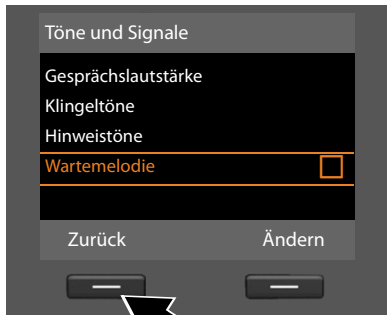 Töne und Signale
Gesprächslautstärke
Klingeltöne
Hinweistöne
Wartemelodie
Zurück Ändern